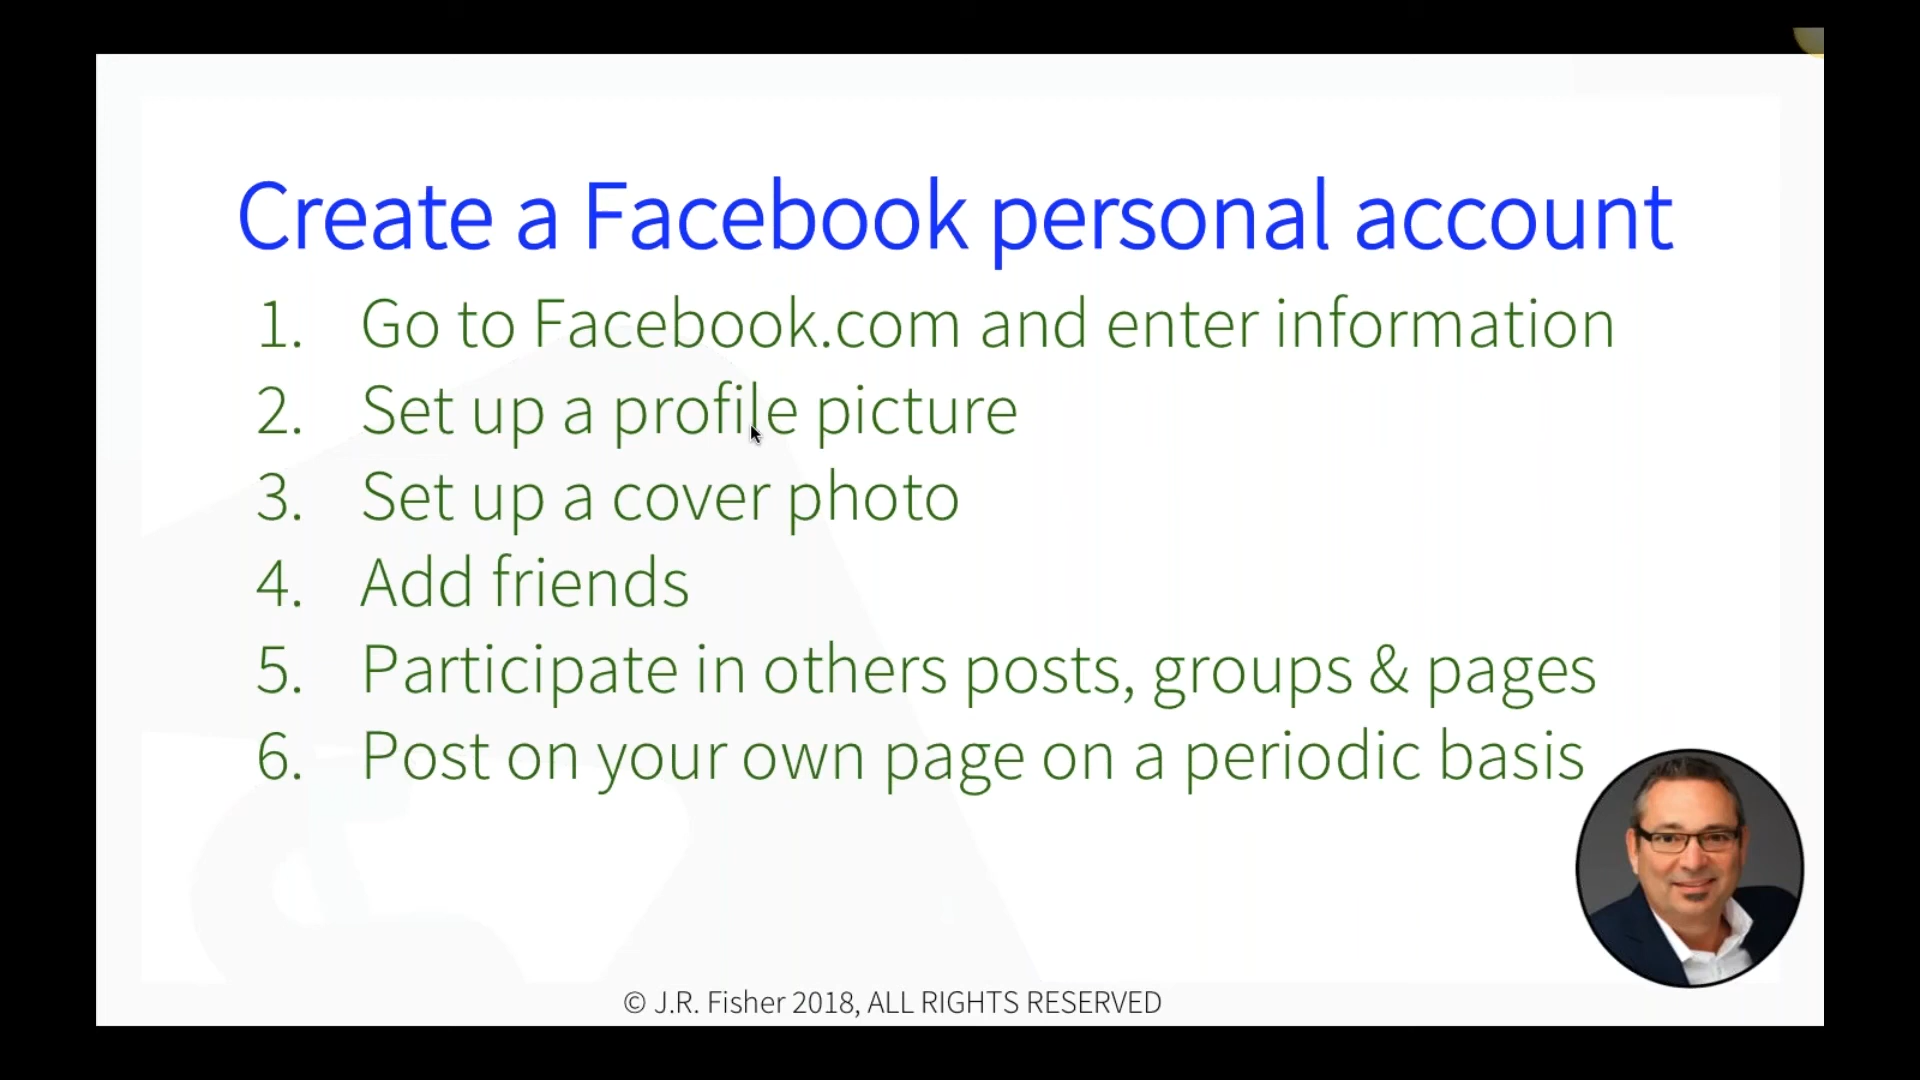 Create a Facebook personal account
1. Go to Facebook.com and enter information
2. Set up a profile picture
3. Set up a cover photo
4. Add friends
5. Participate in others posts, groups & pages
6. Post on your own page on a periodic basis
© J.R. Fisher 2018, ALL RIGHTS RESERVED